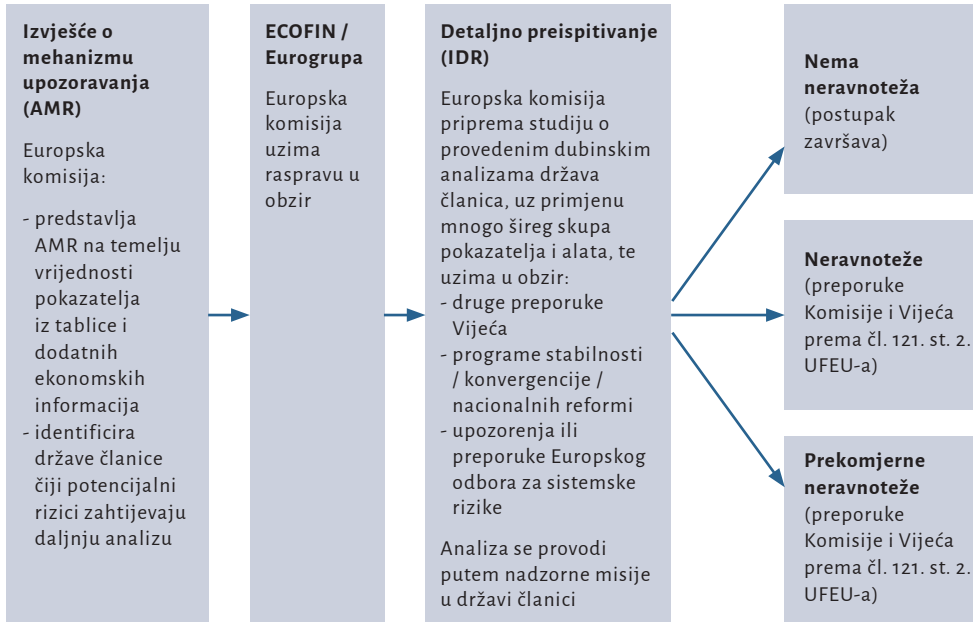 Izvješće o
mehanizmu
upozoravanja
(AMR)
Europska
komisija:
- predstavlja
AMR na temelju
vrijednosti
pokazatelja
iz tablice i
dodatnih
ekonomskih
informacija
- identificira
države članice
čiji potencijalni
rizici zahtijevaju
daljnju analizu
ECOFIN /
Eurogrupa
Europska
komisija
uzima
raspravu u
obzir
Detaljno preispitivanje
(IDR)
Europska komisija
priprema studiju o
provedenim dubinskim
analizama država
članica, uz primjenu
mnogo šireg skupa
pokazatelja i alata, te
uzima u obzir:
- druge preporuke
Vijeća
- programe stabilnosti
/ konvergencije /
nacionalnih reformi
- upozorenja ili
preporuke Europskog
odbora za sistemske
rizike
Analiza se provodi
putem nadzorne misije
u državi članici
Nema
neravnoteža
(postupak
završava)
Neravnoteže
(preporuke
Komisije i Vijeća
prema čl. 121. st. 2.
UFEU-a)
Prekomjerne
neravnoteže
(preporuke
Komisije i Vijeća
prema čl. 121. st. 2.
UFEU-a)